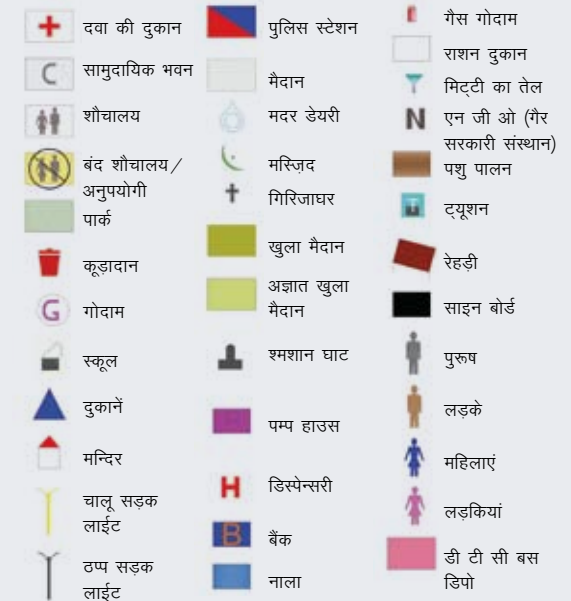 दवा की दुकान
C सामुदायिक भवन
शौचालय
बंद शौचालय/
अनुपयोगी
पार्क
कूड़ादान
G गोदाम
स्कूल
दुकानें
मन्दिर
चालू सड़क
लाईट
ठप्प सड़क
लाईट
पुलिस स्टेशन
मैदान
मदर डेयरी
मस्ज़िद
गिरिजाघर
खुला मैदान
अज्ञात खुला
मैदान
श्मशान घाट
पम्प हाउस
H डिस्पेन्सरी
B बैंक
नाला
गैस गोदाम
राशन दुकान
मिट्टी का तेल
N एन जी ओ (गैर
सरकारी संस्थान)
पशु पालन
ट्यूशन
रेहड़ी
साइन बोर्ड
पुरूष
लड़के
महिलाएं
लड़कियां
डी टी सी बस
डिपो